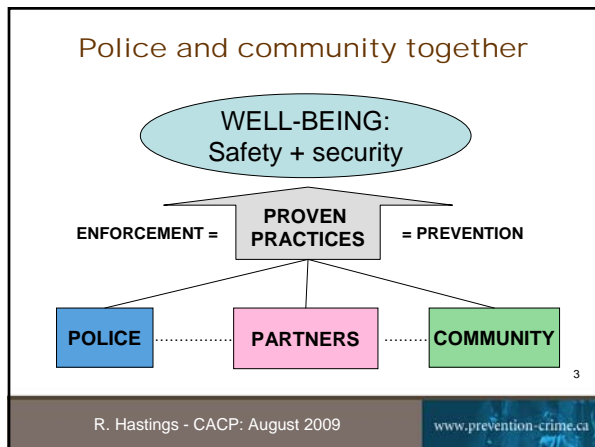 Police and community together
WELL-BEING:
Safety + security
ENFORCEMENT =
PROVEN
PRACTICES
= PREVENTION
POLICE
PARTNERS
COMMUNITY
3
R. Hastings - CACP: August 2009
www.prevention-crime.ca